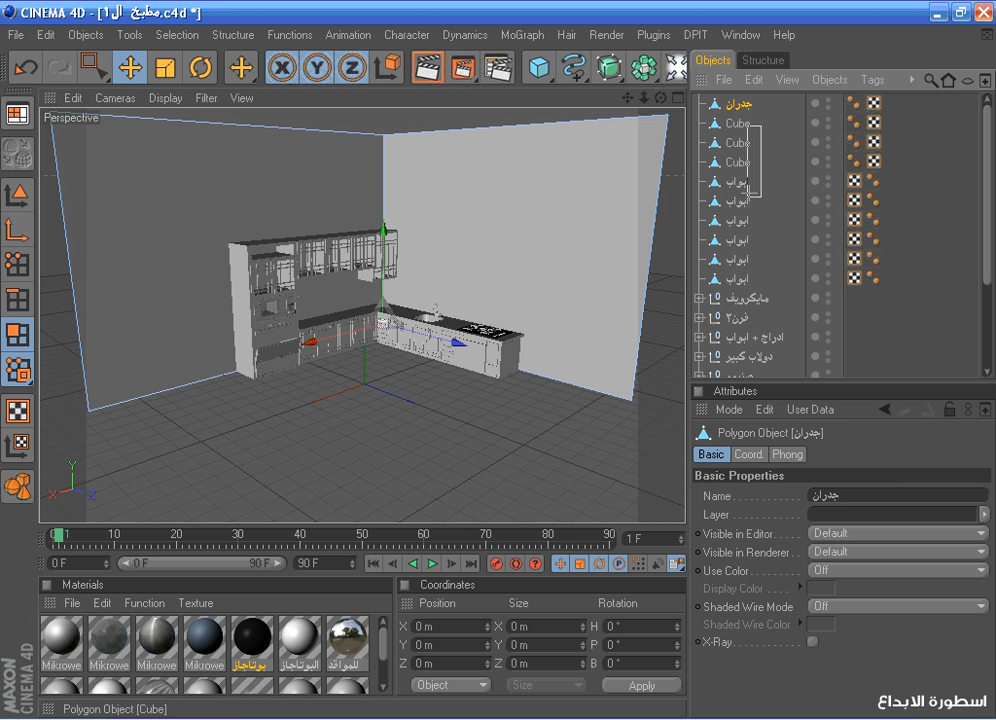 CINEMA 4D - [مطبخ ال1.c4d *]
File Edit Objects Tools Selection Structure Functions Animation Character Dynamics MoGraph Hair Render Plugins DPIT Window Help
Objects Structure
File Edit View Objects Tags
Edit Cameras Display Filter View
Perspective
جدران
Cube
Cube
Cube
ابواب
ابواب
ابواب
ابواب
ابواب
ابواب
مايكرويف
فرن٢
ادراج + ابواب
دولاب كبير
Attributes
Mode Edit User Data
Polygon Object [جدران]
Basic Coord. Phong
Basic Properties
Name جدران
Layer
Visible in Editor Default
Visible in Renderer Default
Use Color Off
Display Color
Shaded Wire Mode Off
Shaded Wire Color
X-Ray
Y
X Z
0 1 10 20 30 40 50 60 70 80 90 1 F
0 F 0 F 90 F 90 F
Materials
File Edit Function Texture
Mikrowe Mikrowe Mikrowe Mikrowe بوتاجاز البوتاجاز للمواقد
Coordinates
Position Size Rotation
X 0 m X 0 m H 0 °
Y 0 m Y 0 m P 0 °
Z 0 m Z 0 m B 0 °
Object Size Apply
MAXON
CINEMA 4D
Polygon Object [Cube]
اسطورة الابداع